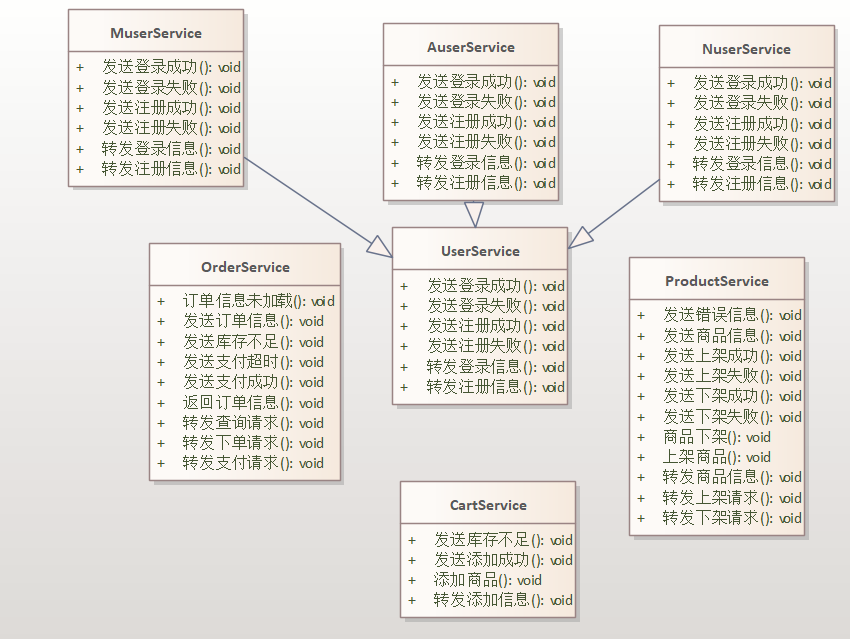 MuserService
+ 发送登录成功(): void
+ 发送登录失败(): void
+ 发送注册成功(): void
+ 发送注册失败(): void
+ 转发登录信息(): void
+ 转发注册信息(): void
AuserService
+ 发送登录成功(): void
+ 发送登录失败(): void
+ 发送注册成功(): void
+ 发送注册失败(): void
+ 转发登录信息(): void
+ 转发注册信息(): void
NuserService
+ 发送登录成功(): void
+ 发送登录失败(): void
+ 发送注册成功(): void
+ 发送注册失败(): void
+ 转发登录信息(): void
+ 转发注册信息(): void
OrderService
+ 订单信息未加载(): void
+ 发送订单信息(): void
+ 发送库存不足(): void
+ 发送支付超时(): void
+ 发送支付成功(): void
+ 返回订单信息(): void
+ 转发查询请求(): void
+ 转发下单请求(): void
+ 转发支付请求(): void
UserService
+ 发送登录成功(): void
+ 发送登录失败(): void
+ 发送注册成功(): void
+ 发送注册失败(): void
+ 转发登录信息(): void
+ 转发注册信息(): void
ProductService
+ 发送错误信息(): void
+ 发送商品信息(): void
+ 发送上架成功(): void
+ 发送上架失败(): void
+ 发送下架成功(): void
+ 发送下架失败(): void
+ 商品下架(): void
+ 上架商品(): void
+ 转发商品信息(): void
+ 转发上架请求(): void
+ 转发下架请求(): void
CartService
+ 发送库存不足(): void
+ 发送添加成功(): void
+ 添加商品(): void
+ 转发添加信息(): void